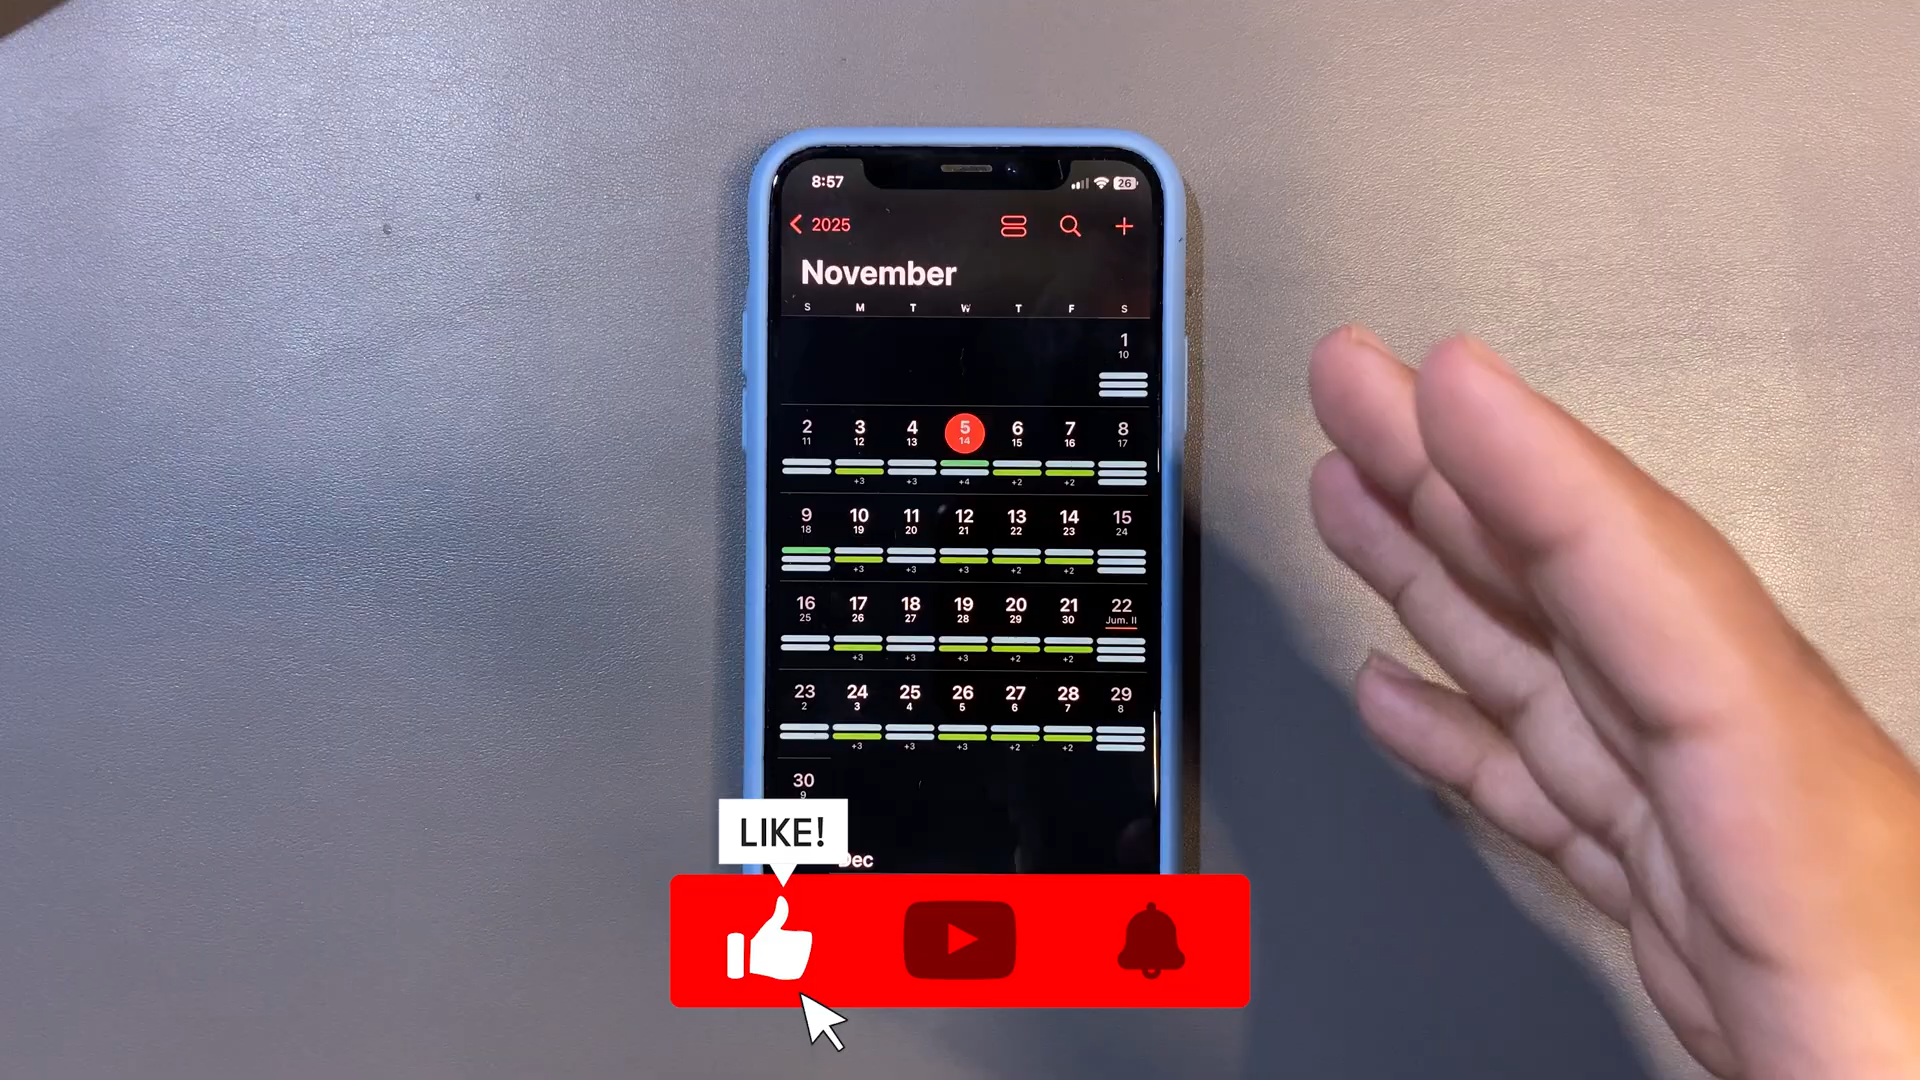 8:57
26
2025
November
S M T W T F S
1
10
2 3 4 5 6 7 8
11 12 13 14 15 16 17
+3 +3 +4 +2 +2
9 10 11 12 13 14 15
18 19 20 21 22 23 24
+3 +3 +3 +2 +2
16 17 18 19 20 21 22
25 26 27 28 29 30 Jum. II
+3 +3 +3 +2 +2
23 24 25 26 27 28 29
2 3 4 5 6 7 8
+3 +3 +3 +2 +2
30
9
LIKE!
Dec